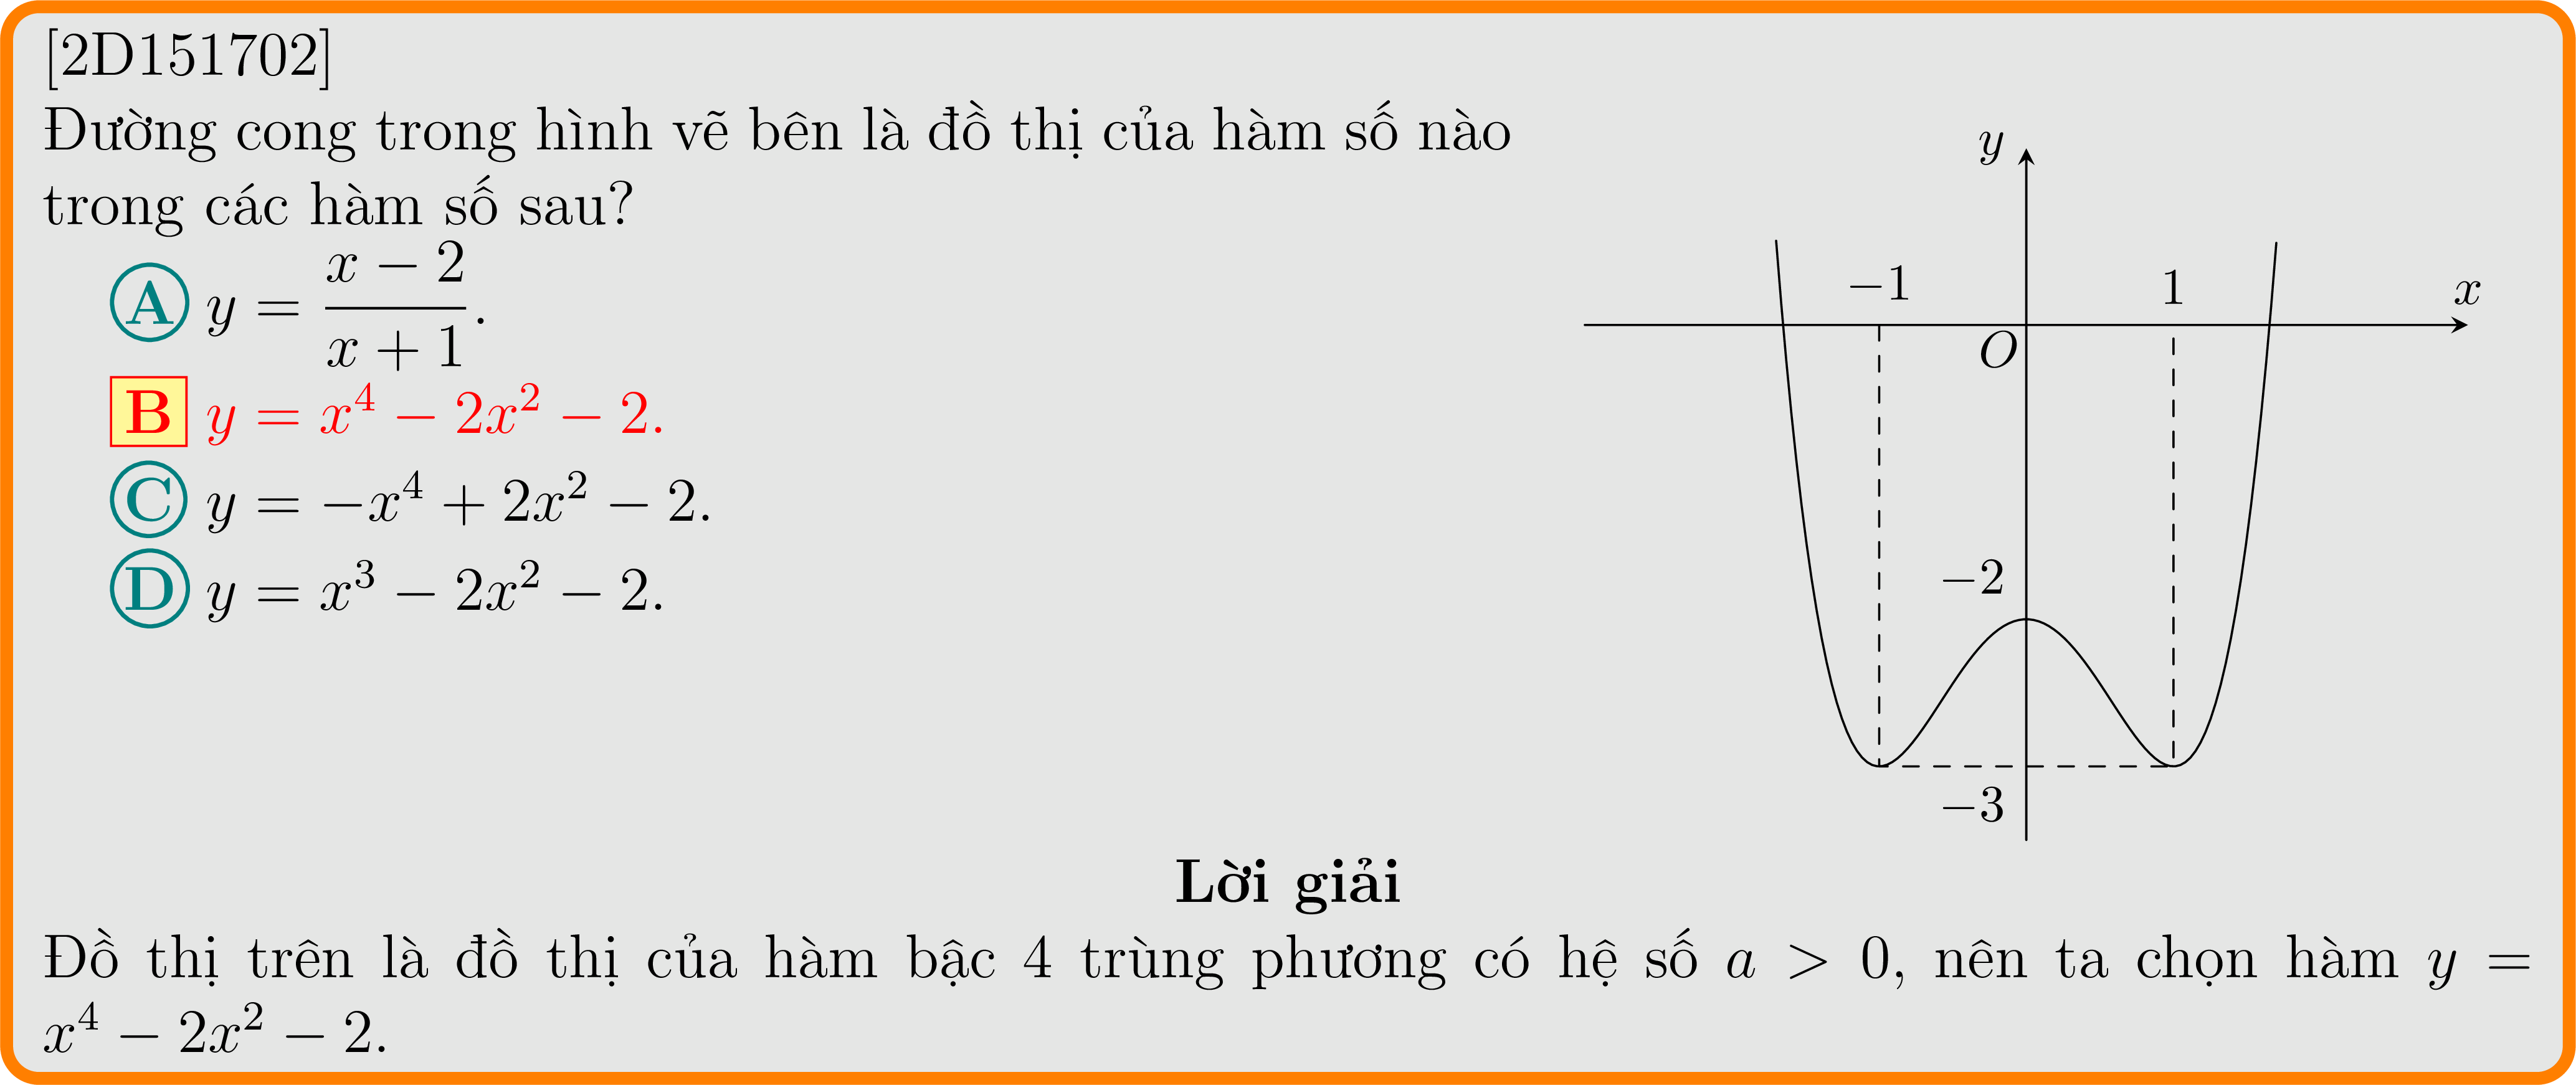 [2D151702]
Đường cong trong hình vẽ bên là đồ thị của hàm số nào
trong các hàm số sau?
A y = \frac{x − 2}{x + 1}.
B y = x^4 − 2x^2 − 2.
C y = −x^4 + 2x^2 − 2.
D y = x^3 − 2x^2 − 2.
y
−1
1
x
O
−2
−3
Lời giải
Đồ thị trên là đồ thị của hàm bậc 4 trùng phương có hệ số a > 0, nên ta chọn hàm y =
x^4 − 2x^2 − 2.